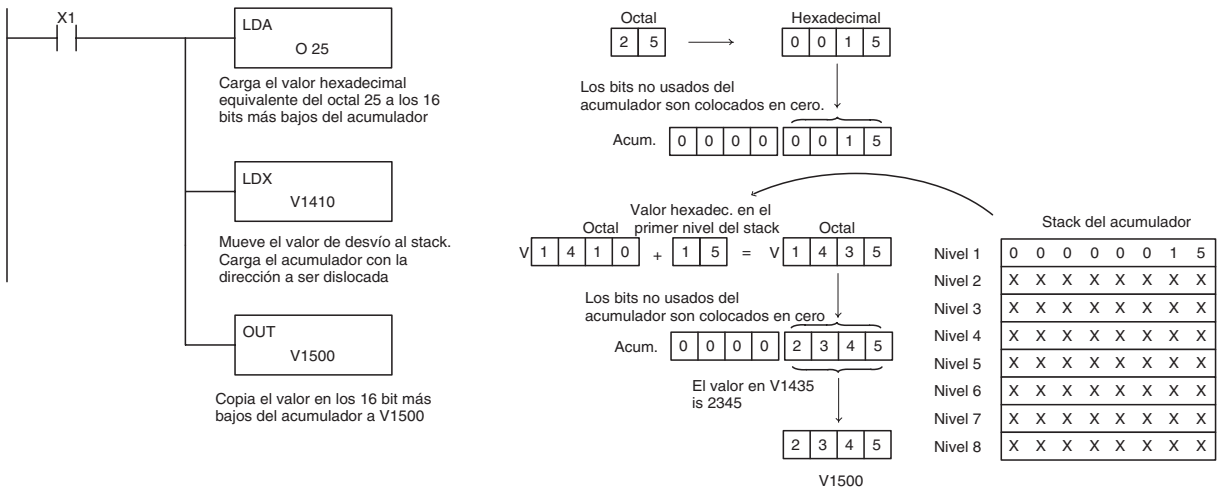 X1
LDA
O 25
Carga el valor hexadecimal
equivalente del octal 25 a los 16
bits más bajos del acumulador
LDX
V1410
Mueve el valor de desvío al stack.
Carga el acumulador con la
dirección a ser dislocada
OUT
V1500
Copia el valor en los 16 bit más
bajos del acumulador a V1500
Octal Hexadecimal
2 5 0 0 1 5
Los bits no usados del
acumulador son colocados en cero.
Acum. 0 0 0 0 0 0 1 5
Valor hexadec. en el
Octal primer nivel del stack Octal
V 1 4 1 0 + 1 5 = V 1 4 3 5
Los bits no usados del
acumulador son colocados en cero
Acum. 0 0 0 0 2 3 4 5
El valor en V1435
is 2345
2 3 4 5
V1500
Stack del acumulador
Nivel 1 0 0 0 0 0 0 1 5
Nivel 2 X X X X X X X X
Nivel 3 X X X X X X X X
Nivel 4 X X X X X X X X
Nivel 5 X X X X X X X X
Nivel 6 X X X X X X X X
Nivel 7 X X X X X X X X
Nivel 8 X X X X X X X X